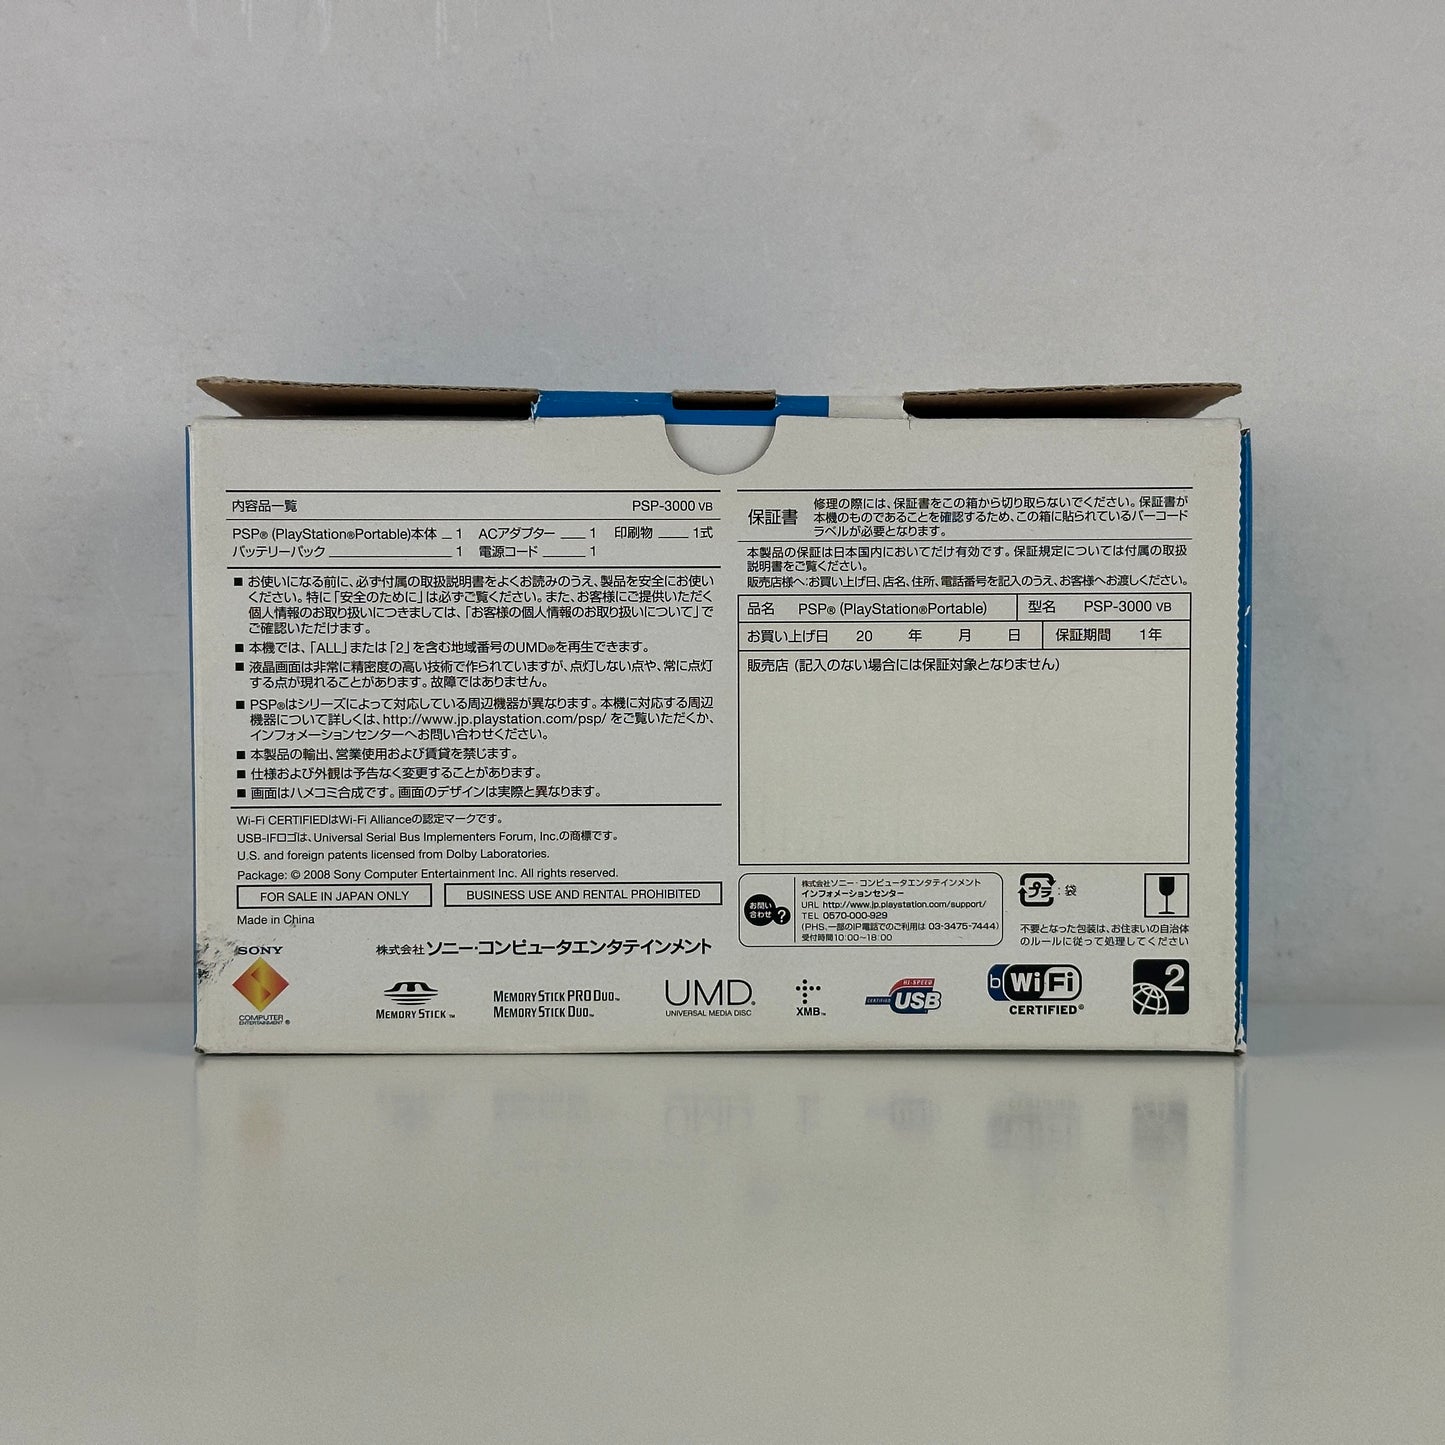 内容品一覧 PSP-3000 VB
PSP® (PlayStation®Portable)本体 1 ACアダプター 1 印刷物 1式
バッテリーパック 1 電源コード 1
■ お使いになる前に、必ず付属の取扱説明書をよくお読みのうえ、製品を安全にお使い
ください。特に「安全のために」は必ずご覧ください。また、お客様にご提供いただく
個人情報のお取り扱いにつきましては、「お客様の個人情報のお取り扱いについて」で
ご確認いただけます。
■ 本機では、「ALL」または「2」を含む地域番号のUMD®を再生できます。
■ 液晶画面は非常に精密度の高い技術で作られていますが、点灯しない点や、常に点灯
する点が現れることがあります。故障ではありません。
■ PSP®はシリーズによって対応している周辺機器が異なります。本機に対応する周辺
機器について詳しくは、http://www.jp.playstation.com/psp/ をご覧いただくか、
インフォメーションセンターへお問い合わせください。
■ 本製品の輸出、営業使用および賃貸を禁じます。
■ 仕様および外観は予告なく変更することがあります。
■ 画面はハメコミ合成です。画面のデザインは実際と異なります。
Wi-Fi CERTIFIEDはWi-Fi Allianceの認定マークです。
USB-IFロゴは、Universal Serial Bus Implementers Forum, Inc.の商標です。
U.S. and foreign patents licensed from Dolby Laboratories.
Package: © 2008 Sony Computer Entertainment Inc. All rights reserved.
FOR SALE IN JAPAN ONLY
BUSINESS USE AND RENTAL PROHIBITED
Made in China
保証書
修理の際には、保証書をこの箱から切り取らないでください。保証書が
本機のものであることを確認するため、この箱に貼られているバーコード
ラベルが必要となります。
本製品の保証は日本国内においてだけ有効です。保証規定については付属の取扱
説明書をご覧ください。
販売店様へ:お買い上げ日、店名、住所、電話番号を記入のうえ、お客様へお渡しください。
品名 PSP® (PlayStation®Portable) 型名 PSP-3000 VB
お買い上げ日 20 年 月 日 保証期間 1年
販売店 (記入のない場合には保証対象となりません)
お問い
合わせ ?
株式会社ソニー・コンピュータエンタテインメント
インフォメーションセンター
URL http://www.jp.playstation.com/support/
TEL 0570-000-929
(PHS、一部のIP電話でのご利用は 03-3475-7444)
受付時間10:00～18:00
プラ : 袋
不要となった包装は、お住まいの自治体
のルールに従って処理してください
SONY
COMPUTER
ENTERTAINMENT®
株式会社ソニー・コンピュータエンタテインメント
MEMORY STICK™
MEMORY STICK PRO DUO™
MEMORY STICK DUO™
UMD®
UNIVERSAL MEDIA DISC
XMB™
HI-SPEED
CERTIFIED USB
b Wi Fi
CERTIFIED®
2